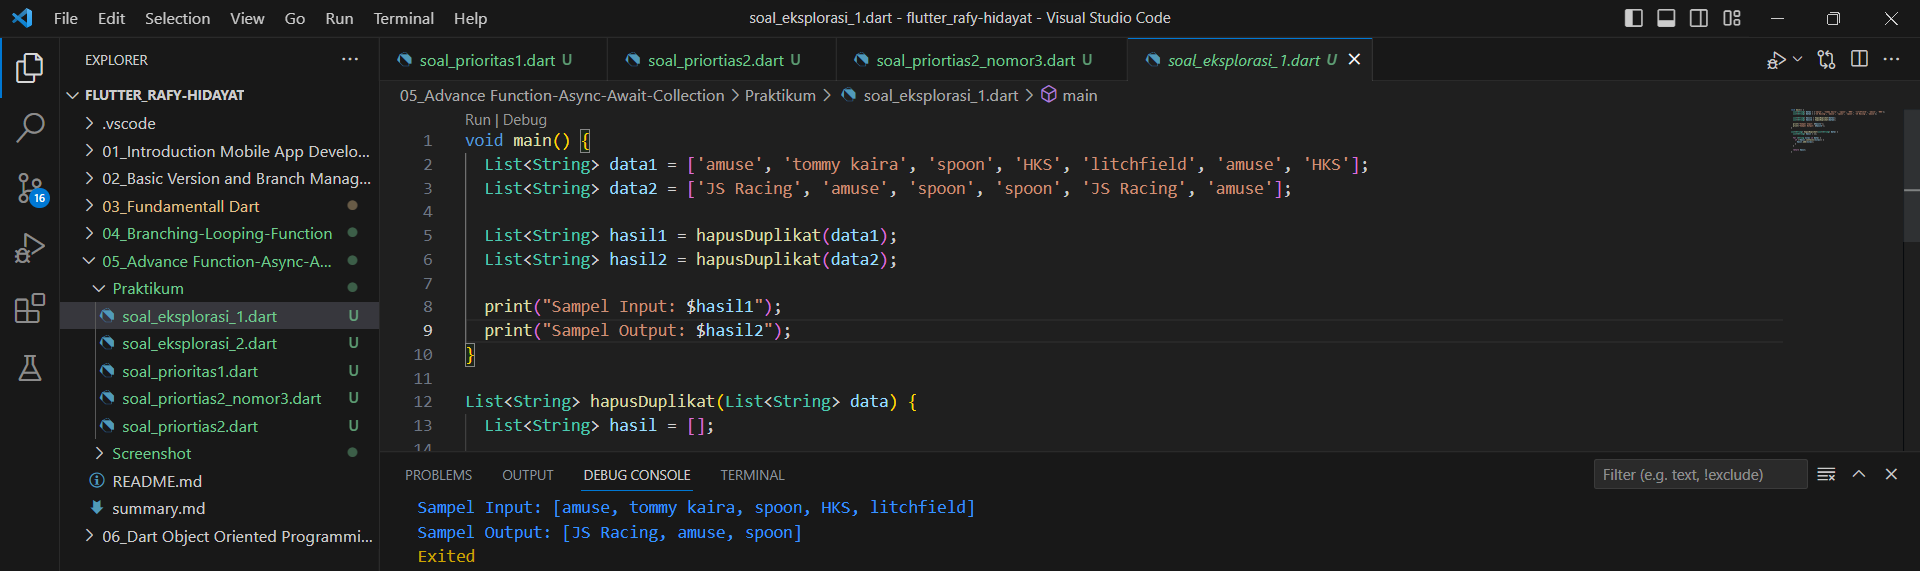 File Edit Selection View Go Run Terminal Help
soal_eksplorasi_1.dart - flutter_rafy-hidayat - Visual Studio Code
EXPLORER ...
FLUTTER_RAFY-HIDAYAT
.vscode
01_Introduction Mobile App Develo...
02_Basic Version and Branch Manag...
03_Fundamentall Dart
04_Branching-Looping-Function
05_Advance Function-Async-A...
Praktikum
soal_eksplorasi_1.dart U
soal_eksplorasi_2.dart U
soal_prioritas1.dart U
soal_priortias2_nomor3.dart U
soal_priortias2.dart U
Screenshot
README.md
summary.md
06_Dart Object Oriented Programmi...
16
soal_prioritas1.dart U
soal_priortias2.dart U
soal_priortias2_nomor3.dart U
soal_eksplorasi_1.dart U
05_Advance Function-Async-Await-Collection > Praktikum > soal_eksplorasi_1.dart > main
Run | Debug
1 void main() {
2 List<String> data1 = ['amuse', 'tommy kaira', 'spoon', 'HKS', 'litchfield', 'amuse', 'HKS'];
3 List<String> data2 = ['JS Racing', 'amuse', 'spoon', 'spoon', 'JS Racing', 'amuse'];
4
5 List<String> hasil1 = hapusDuplikat(data1);
6 List<String> hasil2 = hapusDuplikat(data2);
7
8 print("Sampel Input: $hasil1");
9 print("Sampel Output: $hasil2");
10 }
11
12 List<String> hapusDuplikat(List<String> data) {
13 List<String> hasil = [];
14
PROBLEMS OUTPUT DEBUG CONSOLE TERMINAL
Filter (e.g. text, !exclude)
Sampel Input: [amuse, tommy kaira, spoon, HKS, litchfield]
Sampel Output: [JS Racing, amuse, spoon]
Exited